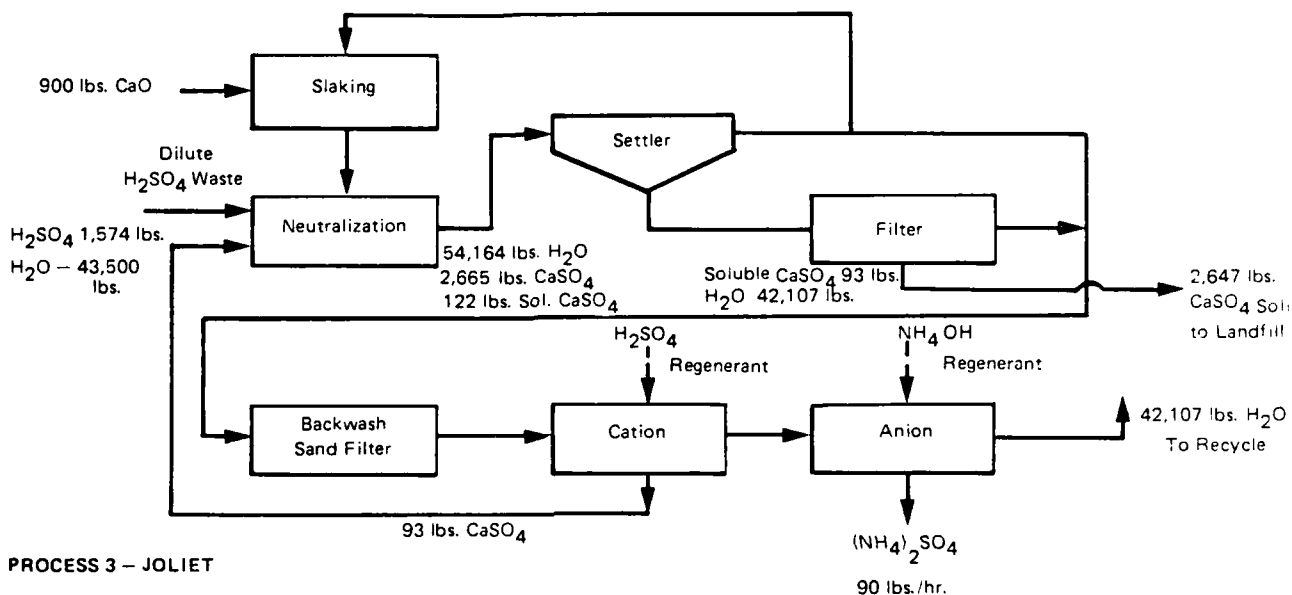 900 lbs. CaO
Slaking
Dilute
H₂SO₄ Waste
H₂SO₄ 1,574 lbs.
H₂O – 43,500
lbs.
Neutralization
Settler
Filter
54,164 lbs. H₂O
2,665 lbs. CaSO₄
122 lbs. Sol. CaSO₄
Soluble CaSO₄ 93 lbs.
H₂O 42,107 lbs.
2,647 lbs.
CaSO₄ Sol
to Landfill
H₂SO₄
Regenerant
NH₄ OH
Regenerant
Backwash
Sand Filter
Cation
Anion
42,107 lbs. H₂O
To Recycle
93 lbs. CaSO₄
(NH₄)₂SO₄
90 lbs./hr.
PROCESS 3 – JOLIET